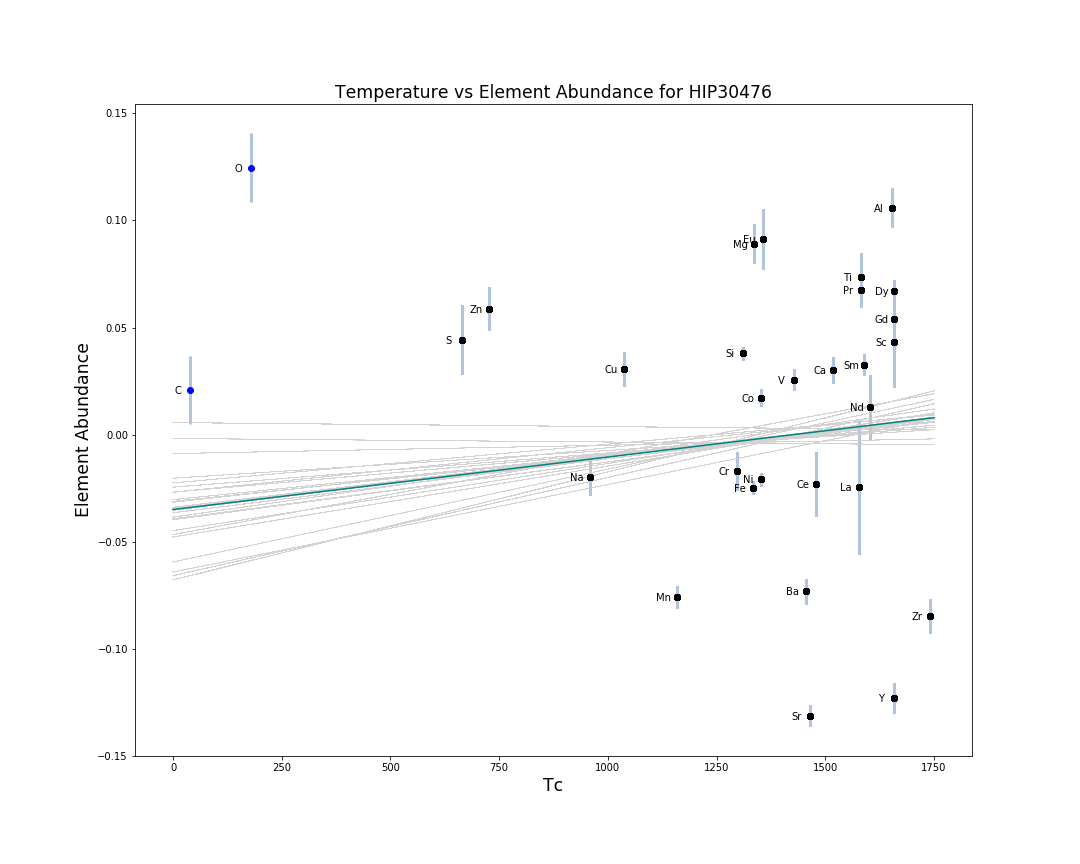 Temperature vs Element Abundance for HIP30476
0.15
O
Al
0.10
Eu
Mg
Ti
Pr
Dy
Zn
Gd
0.05
S
Sc
Si
Sm
Cu
Ca
V
C
Co
Nd
0.00
Cr
Na
Ni
Ce
Fe
La
−0.05
Ba
Mn
Zr
−0.10
Y
Sr
−0.15
0
250
500
750
1000
1250
1500
1750
Tc
Element Abundance